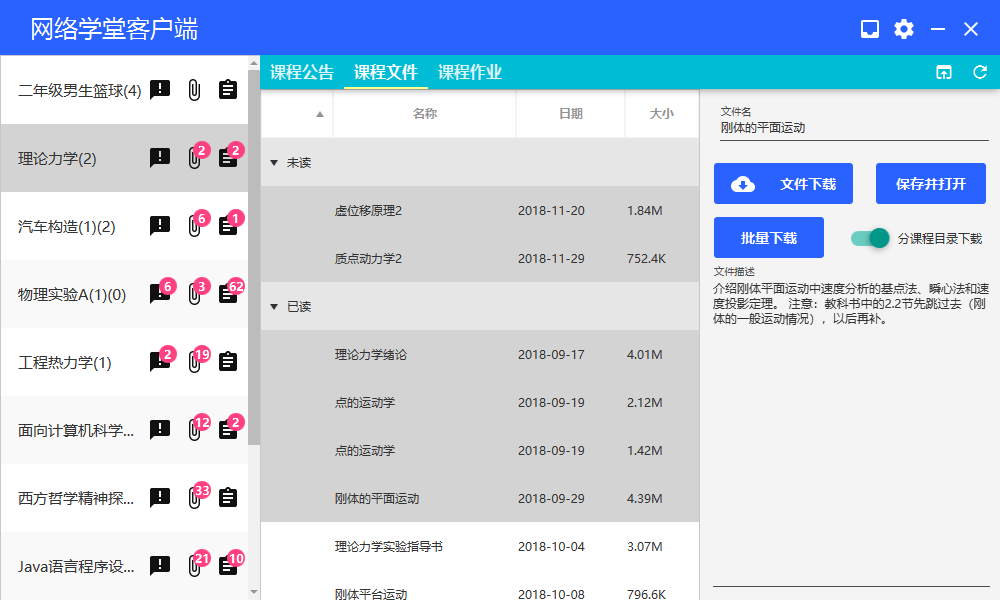 网络学堂客户端
二年级男生篮球(4)
理论力学(2) 2 2
汽车构造(1)(2) 6 1
物理实验A(1)(0) 6 3 62
工程热力学(1) 2 19
面向计算机科学... 12 2
西方哲学精神探... 33
Java语言程序设... 21 10
课程公告 课程文件 课程作业
名称 日期 大小
未读
虚位移原理2 2018-11-20 1.84M
质点动力学2 2018-11-29 752.4K
已读
理论力学绪论 2018-09-17 4.01M
点的运动学 2018-09-19 2.12M
点的运动学 2018-09-19 1.42M
刚体的平面运动 2018-09-29 4.39M
理论力学实验指导书 2018-10-04 3.07M
刚体平台运动 2018-10-08 796.6K
文件名
刚体的平面运动
文件下载 保存并打开
批量下载 分课程目录下载
文件描述
介绍刚体平面运动中速度分析的基点法、瞬心法和速
度投影定理。 注意：教科书中的2.2节先跳过去（刚
体的一般运动情况），以后再补。